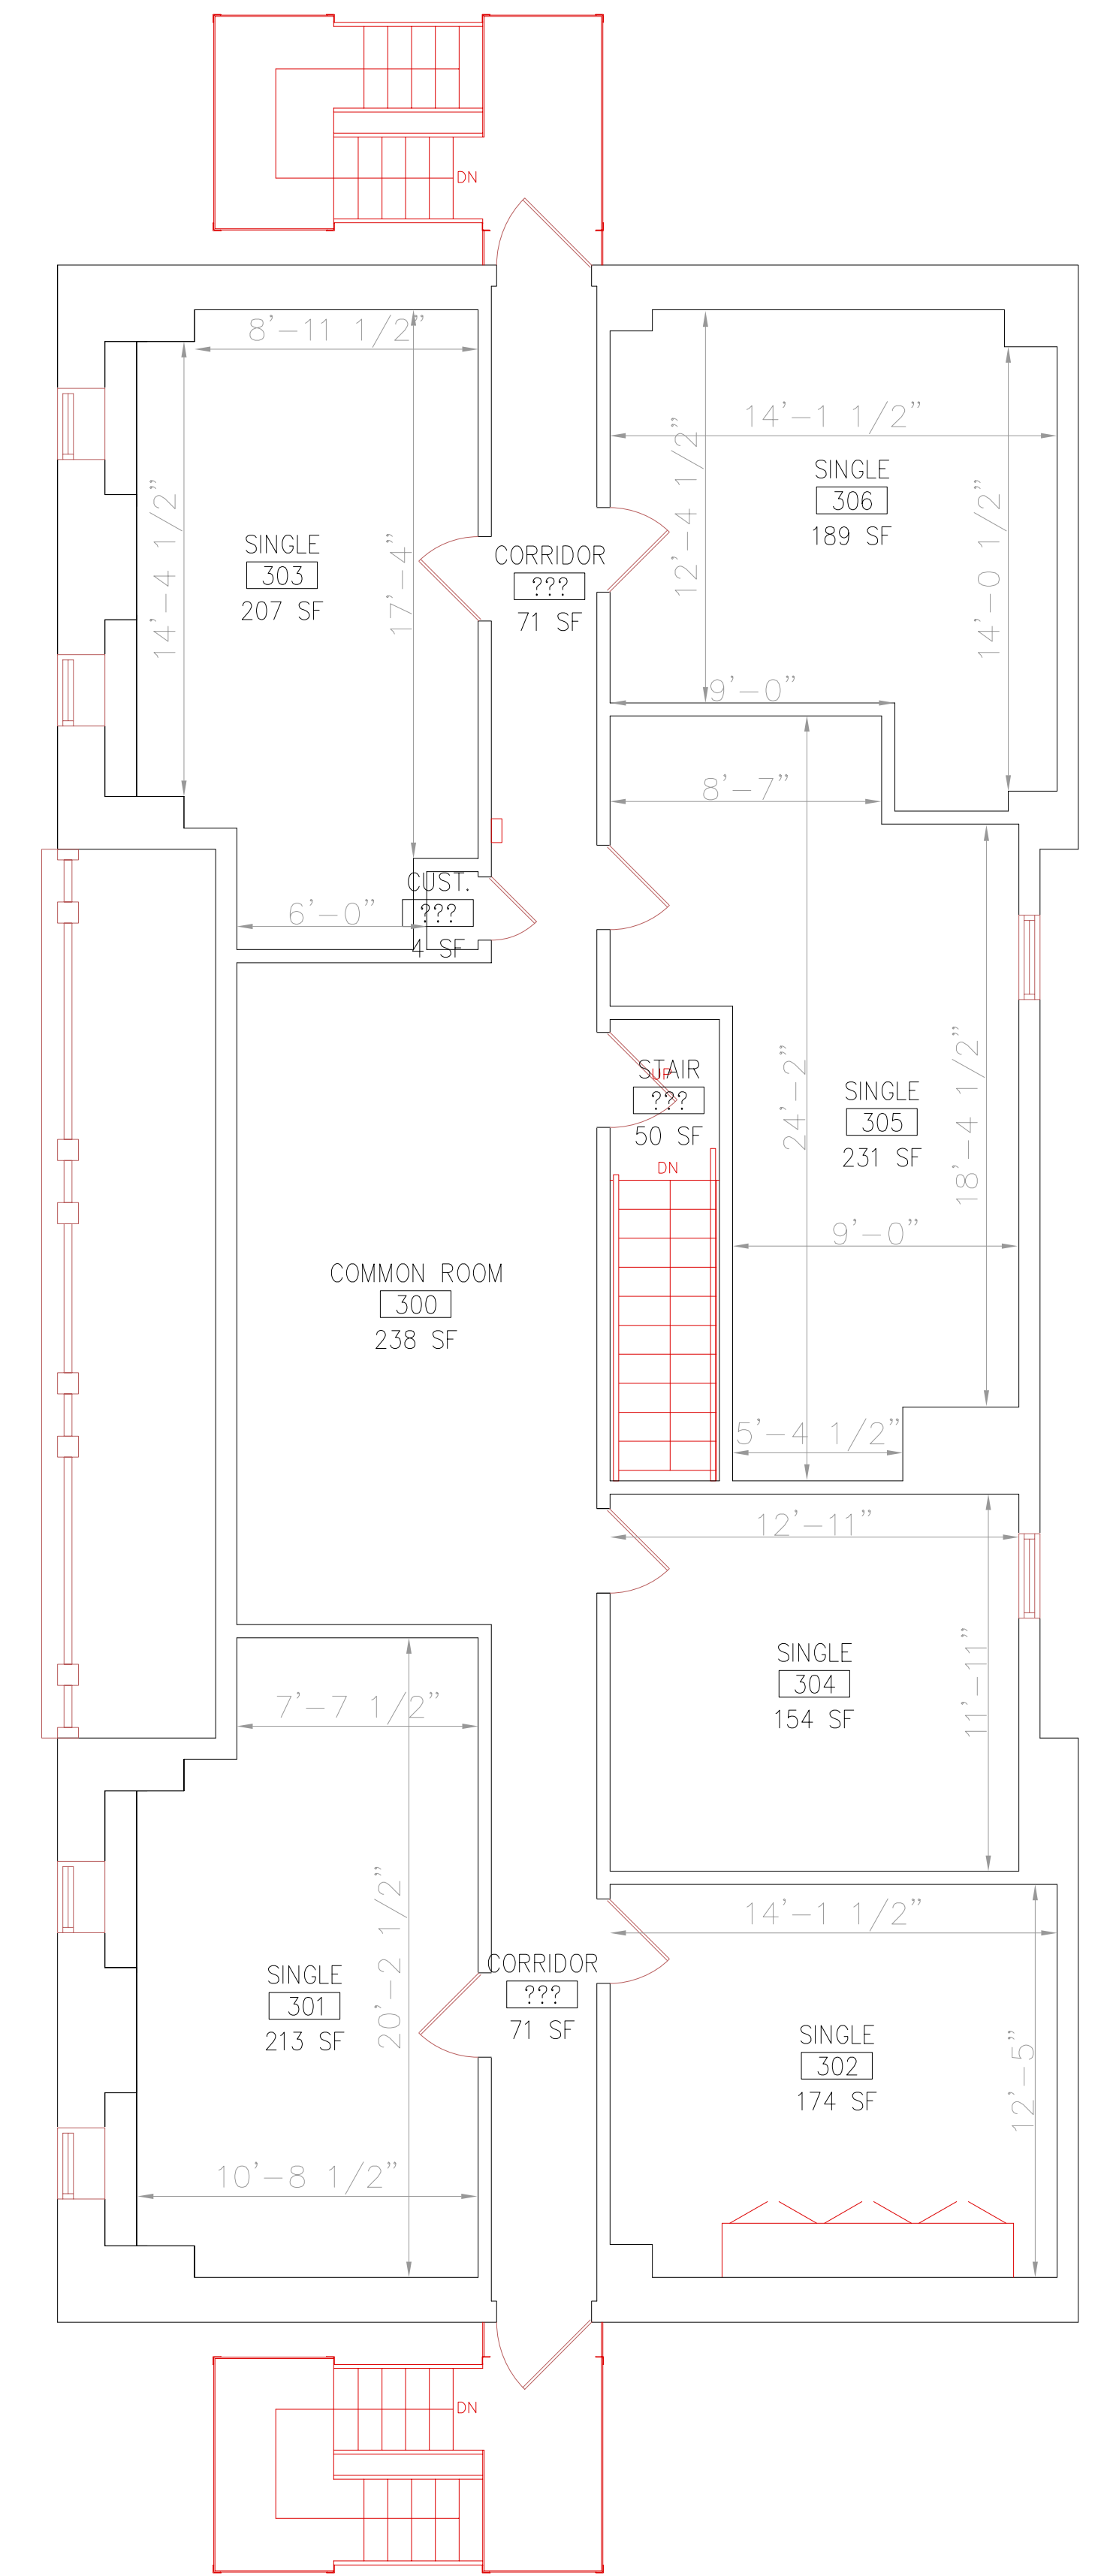 DN
8'-11 1/2"
14'-1 1/2"
12'-4 1/2"
14'-4 1/2"
17'-4"
14'-0 1/2"
SINGLE
306
189 SF
SINGLE
303
207 SF
CORRIDOR
???
71 SF
9'-0"
8'-7"
CUST.
???
4 SF
6'-0"
STAIR
UP
???
50 SF
DN
24'-2"
18'-4 1/2"
SINGLE
305
231 SF
9'-0"
COMMON ROOM
300
238 SF
5'-4 1/2"
12'-11"
SINGLE
304
154 SF
11'-11"
7'-7 1/2"
20'-2 1/2"
14'-1 1/2"
CORRIDOR
???
71 SF
SINGLE
301
213 SF
SINGLE
302
174 SF
12'-5"
10'-8 1/2"
DN